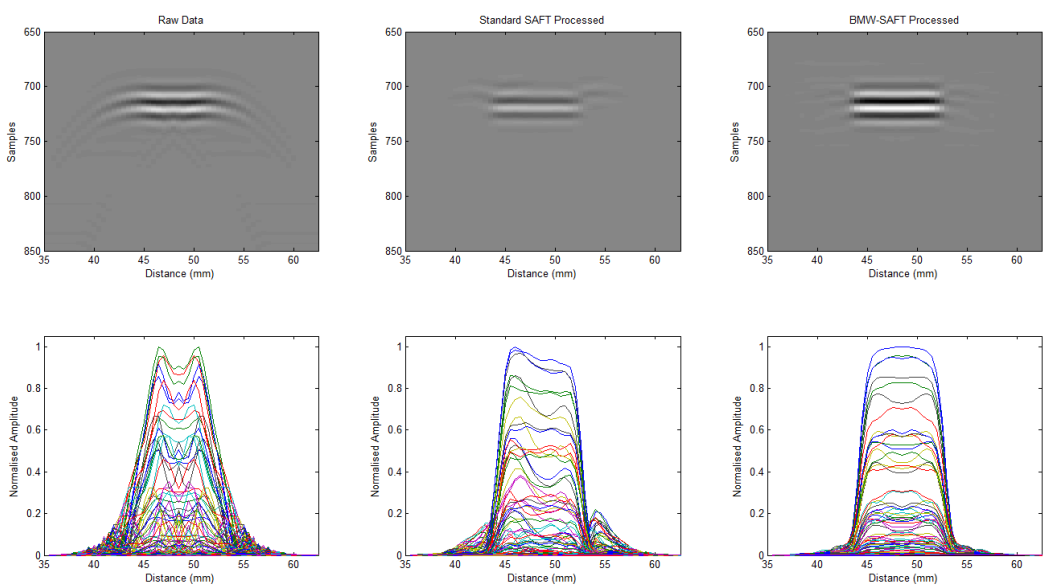 Raw Data
Standard SAFT Processed
BMW-SAFT Processed
650
700
750
800
850
Samples
35 40 45 50 55 60
Distance (mm)
650
700
750
800
850
Samples
35 40 45 50 55 60
Distance (mm)
650
700
750
800
850
Samples
35 40 45 50 55 60
Distance (mm)
1
0.8
0.6
0.4
0.2
0
Normalised Amplitude
35 40 45 50 55 60
Distance (mm)
1
0.8
0.6
0.4
0.2
0
Normalised Amplitude
35 40 45 50 55 60
Distance (mm)
1
0.8
0.6
0.4
0.2
0
Normalised Amplitude
35 40 45 50 55 60
Distance (mm)